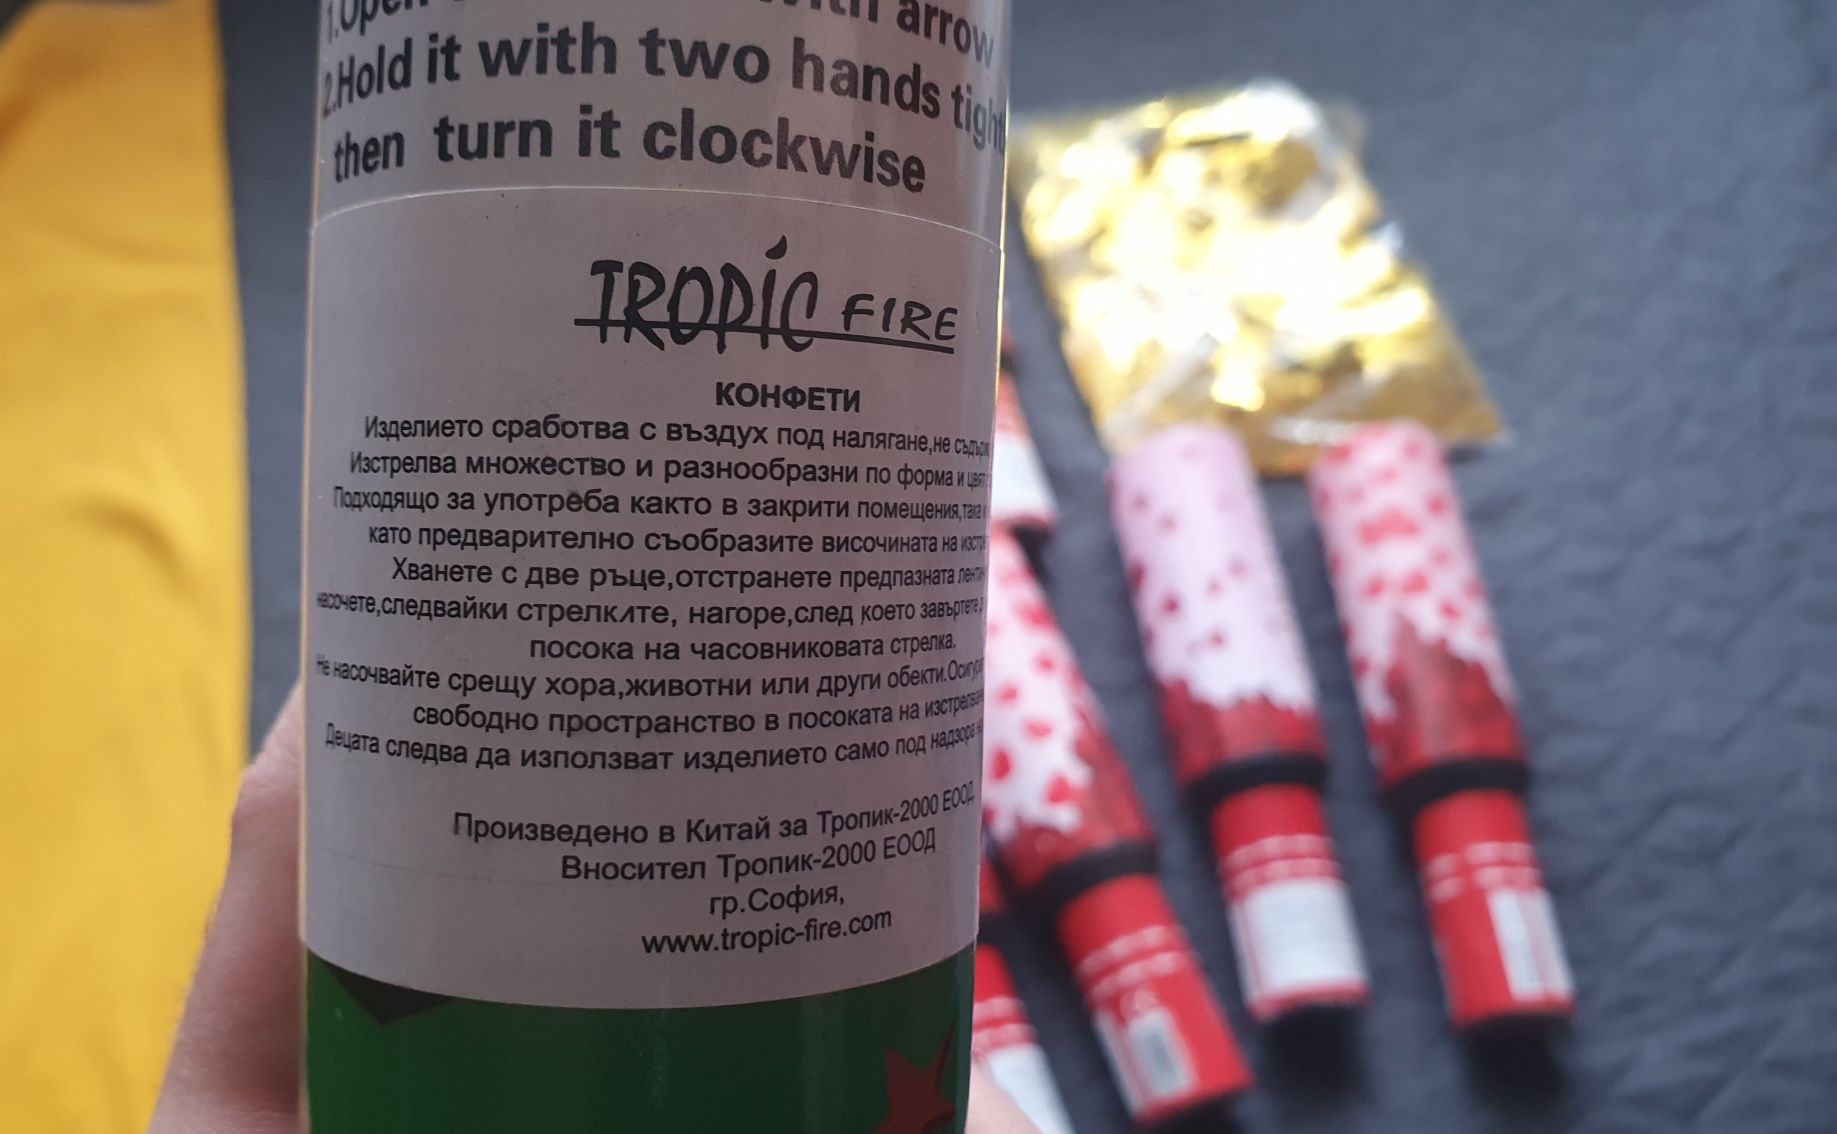 1.Open with arrow
2.Hold it with two hands
then turn it clockwise
TROPIC FIRE
КОНФЕТИ
Изделието сработва с въздух под налягане,не
Изстрелва множество и разнообразни по форма и
Подходящо за употреба както в закрити помещения,така
като предварително съобразите височината на
Хванете с две ръце,отстранете предпазната
насочете,следвайки стрелките, нагоре,след което завъртете
посока на часовниковата стрелка.
Не насочвайте срещу хора,животни или други обекти.
свободно пространство в посоката на
Децата следва да използват изделието само под надзора
Произведено в Китай за Тропик-2000 ЕООД
Вносител Тропик-2000 ЕООД
гр.София,
www.tropic-fire.com